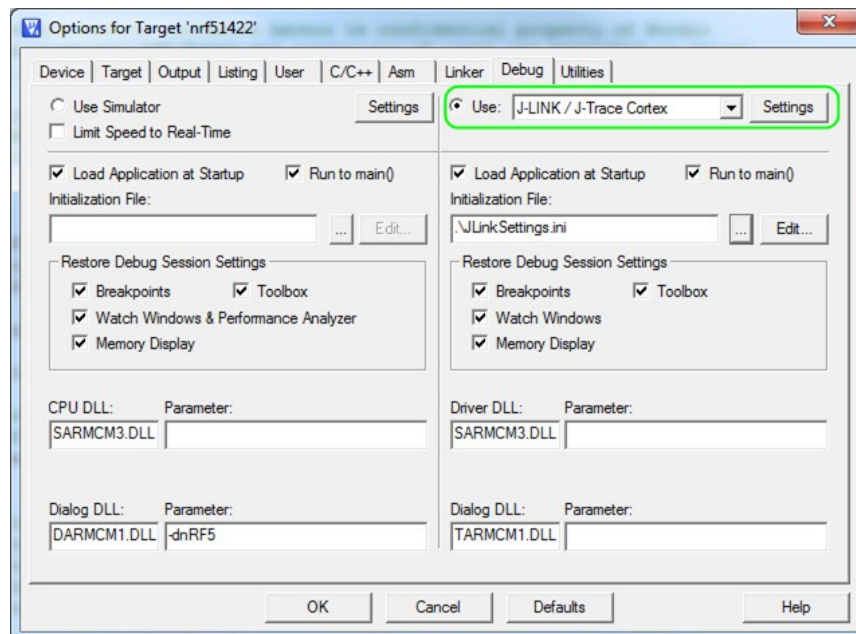 Options for Target 'nrf51422'
Device Target Output Listing User C/C++ Asm Linker Debug Utilities
Use Simulator
Settings
Limit Speed to Real-Time
Use: J-LINK / J-Trace Cortex
Settings
Load Application at Startup
Run to main()
Initialization File:
...
Edit...
Restore Debug Session Settings
Breakpoints
Toolbox
Watch Windows & Performance Analyzer
Memory Display
Load Application at Startup
Run to main()
Initialization File:
.\JLinkSettings.ini
...
Edit...
Restore Debug Session Settings
Breakpoints
Toolbox
Watch Windows
Memory Display
CPU DLL: Parameter:
SARMCM3.DLL
Driver DLL: Parameter:
SARMCM3.DLL
Dialog DLL: Parameter:
DARMCM1.DLL -dnRF5
Dialog DLL: Parameter:
TARMCM1.DLL
OK
Cancel
Defaults
Help